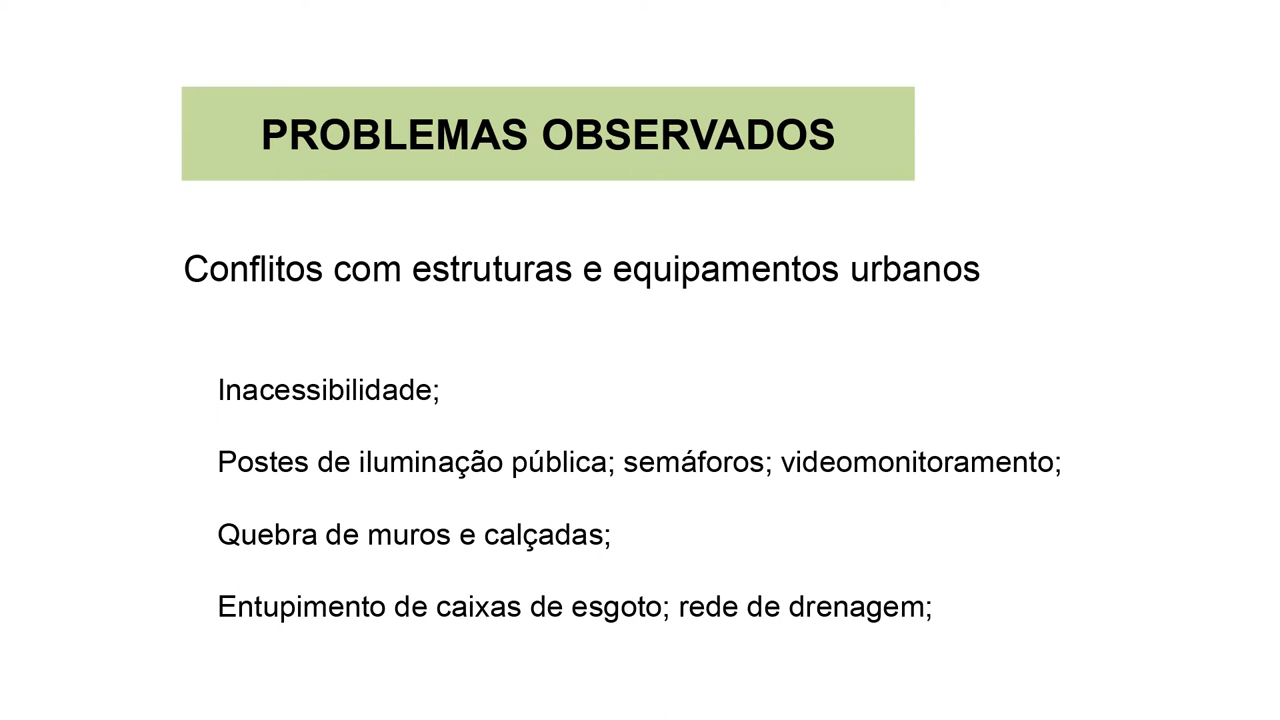 PROBLEMAS OBSERVADOS
Conflitos com estruturas e equipamentos urbanos
Inacessibilidade;
Postes de iluminação pública; semáforos; videomonitoramento;
Quebra de muros e calçadas;
Entupimento de caixas de esgoto; rede de drenagem;